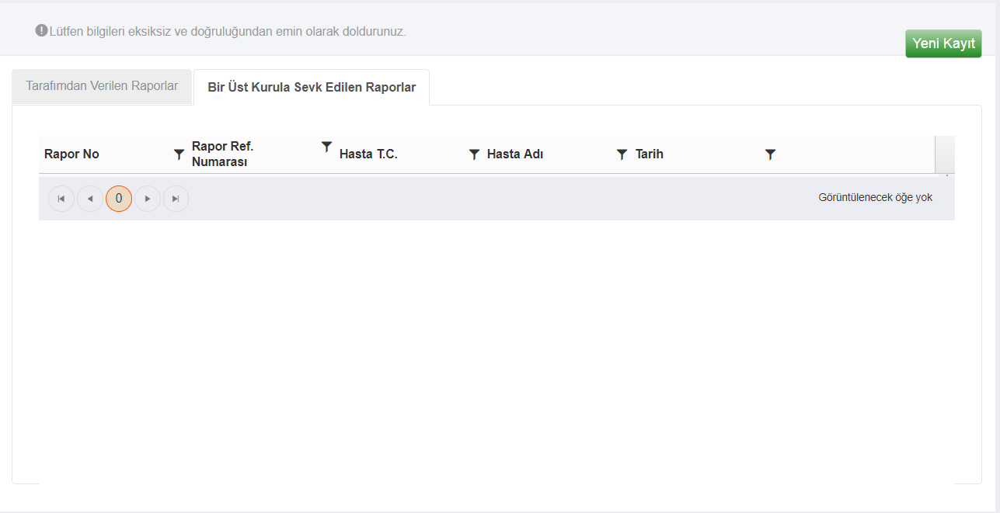 Lütfen bilgileri eksiksiz ve doğruluğundan emin olarak doldurunuz.
Yeni Kayıt
Tarafımdan Verilen Raporlar
Bir Üst Kurula Sevk Edilen Raporlar
Rapor No
Rapor Ref.
Numarası
Hasta T.C.
Hasta Adı
Tarih
0
Görüntülenecek öğe yok